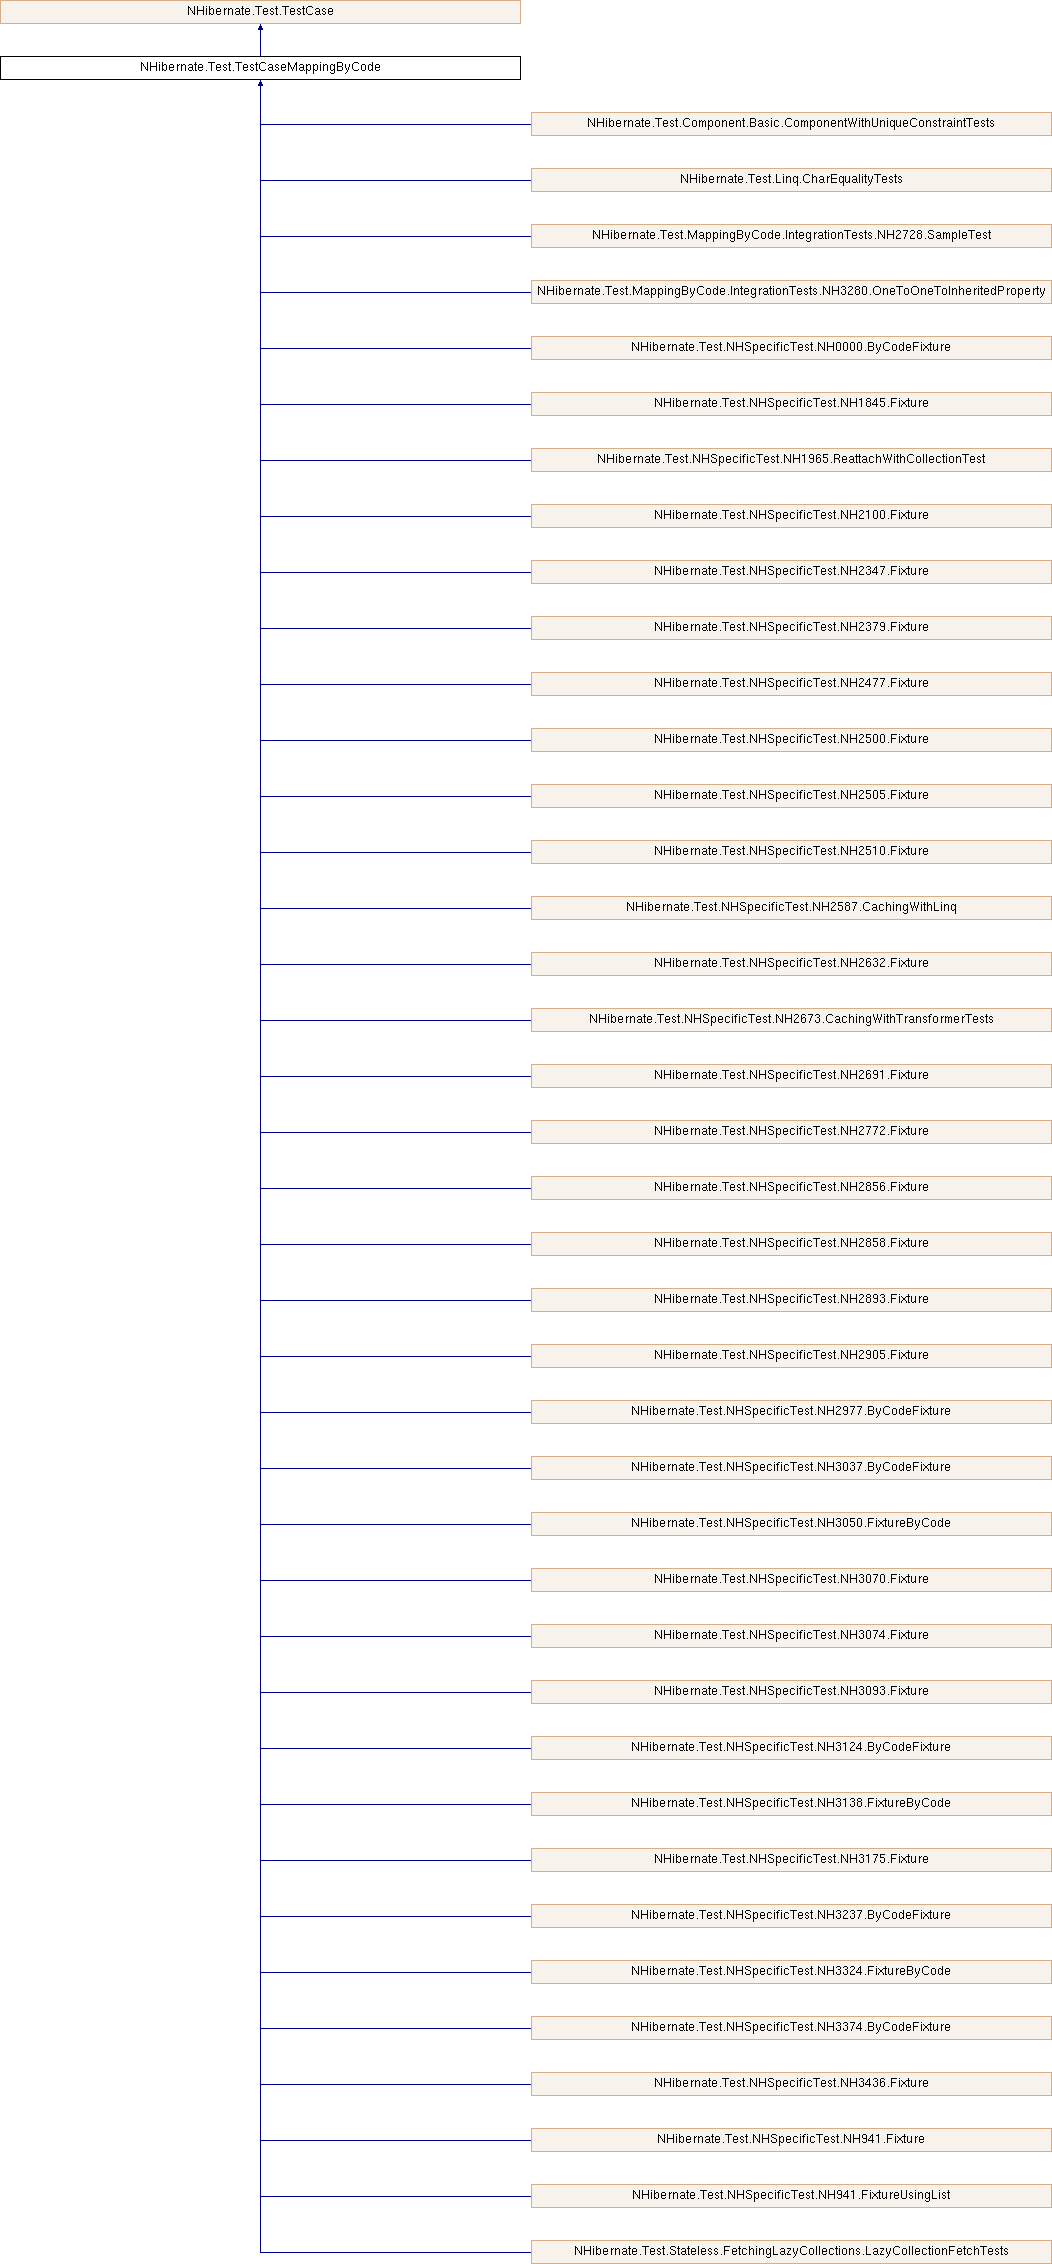 NHibernate.Test.TestCase
NHibernate.Test.TestCaseMappingByCode
NHibernate.Test.Component.Basic.ComponentWithUniqueConstraintTests
NHibernate.Test.Linq.CharEqualityTests
NHibernate.Test.MappingByCode.IntegrationTests.NH2728.SampleTest
NHibernate.Test.MappingByCode.IntegrationTests.NH3280.OneToOneToInheritedProperty
NHibernate.Test.NHSpecificTest.NH0000.ByCodeFixture
NHibernate.Test.NHSpecificTest.NH1845.Fixture
NHibernate.Test.NHSpecificTest.NH1965.ReattachWithCollectionTest
NHibernate.Test.NHSpecificTest.NH2100.Fixture
NHibernate.Test.NHSpecificTest.NH2347.Fixture
NHibernate.Test.NHSpecificTest.NH2379.Fixture
NHibernate.Test.NHSpecificTest.NH2477.Fixture
NHibernate.Test.NHSpecificTest.NH2500.Fixture
NHibernate.Test.NHSpecificTest.NH2505.Fixture
NHibernate.Test.NHSpecificTest.NH2510.Fixture
NHibernate.Test.NHSpecificTest.NH2587.CachingWithLinq
NHibernate.Test.NHSpecificTest.NH2632.Fixture
NHibernate.Test.NHSpecificTest.NH2673.CachingWithTransformerTests
NHibernate.Test.NHSpecificTest.NH2691.Fixture
NHibernate.Test.NHSpecificTest.NH2772.Fixture
NHibernate.Test.NHSpecificTest.NH2856.Fixture
NHibernate.Test.NHSpecificTest.NH2858.Fixture
NHibernate.Test.NHSpecificTest.NH2893.Fixture
NHibernate.Test.NHSpecificTest.NH2905.Fixture
NHibernate.Test.NHSpecificTest.NH2977.ByCodeFixture
NHibernate.Test.NHSpecificTest.NH3037.ByCodeFixture
NHibernate.Test.NHSpecificTest.NH3050.FixtureByCode
NHibernate.Test.NHSpecificTest.NH3070.Fixture
NHibernate.Test.NHSpecificTest.NH3074.Fixture
NHibernate.Test.NHSpecificTest.NH3093.Fixture
NHibernate.Test.NHSpecificTest.NH3124.ByCodeFixture
NHibernate.Test.NHSpecificTest.NH3138.FixtureByCode
NHibernate.Test.NHSpecificTest.NH3175.Fixture
NHibernate.Test.NHSpecificTest.NH3237.ByCodeFixture
NHibernate.Test.NHSpecificTest.NH3324.FixtureByCode
NHibernate.Test.NHSpecificTest.NH3374.ByCodeFixture
NHibernate.Test.NHSpecificTest.NH3436.Fixture
NHibernate.Test.NHSpecificTest.NH941.Fixture
NHibernate.Test.NHSpecificTest.NH941.FixtureUsingList
NHibernate.Test.Stateless.FetchingLazyCollections.LazyCollectionFetchTests